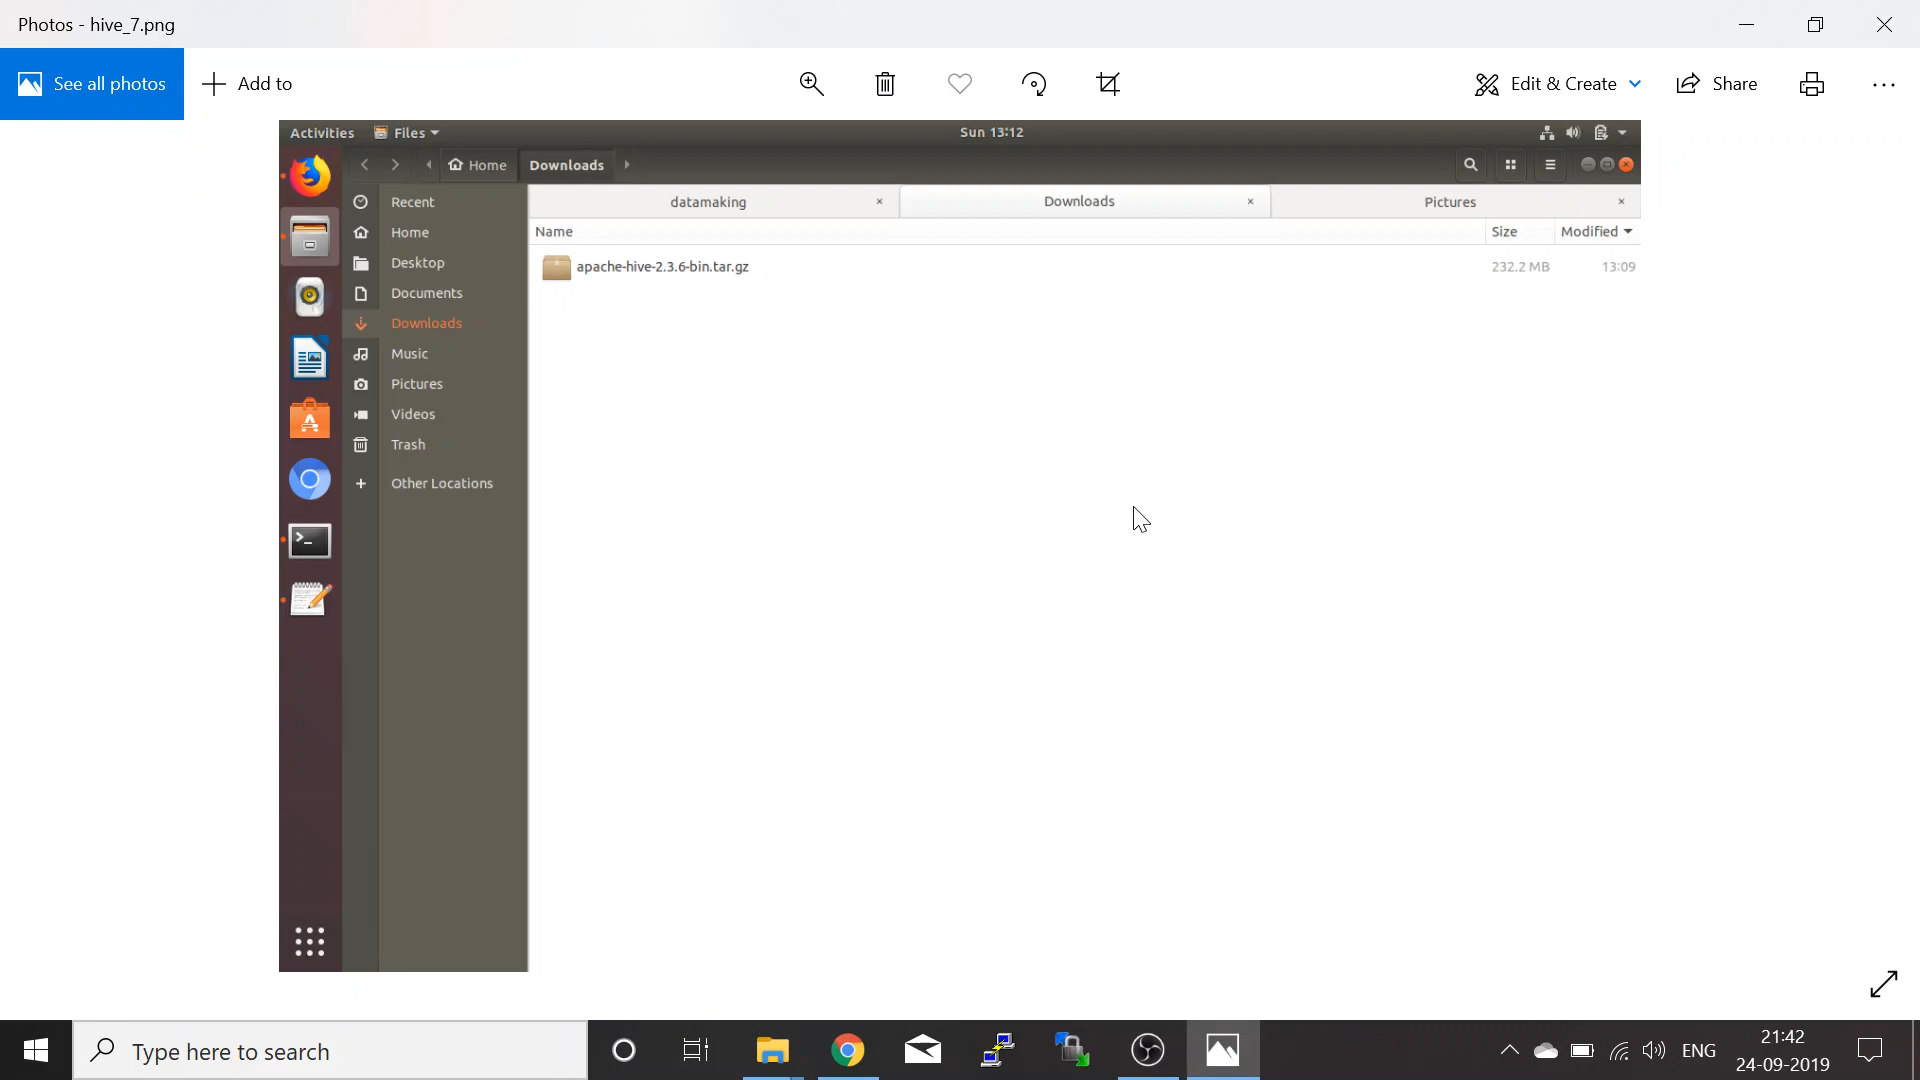 Photos - hive_7.png
See all photos
Add to
Edit & Create
Share
Activities
Files
Sun 13:12
Home
Downloads
Recent
Home
Desktop
Documents
Downloads
Music
Pictures
Videos
Trash
Other Locations
datamaking
Downloads
Pictures
Name
Size
Modified
apache-hive-2.3.6-bin.tar.gz
232.2 MB
13:09
Type here to search
ENG
21:42
24-09-2019